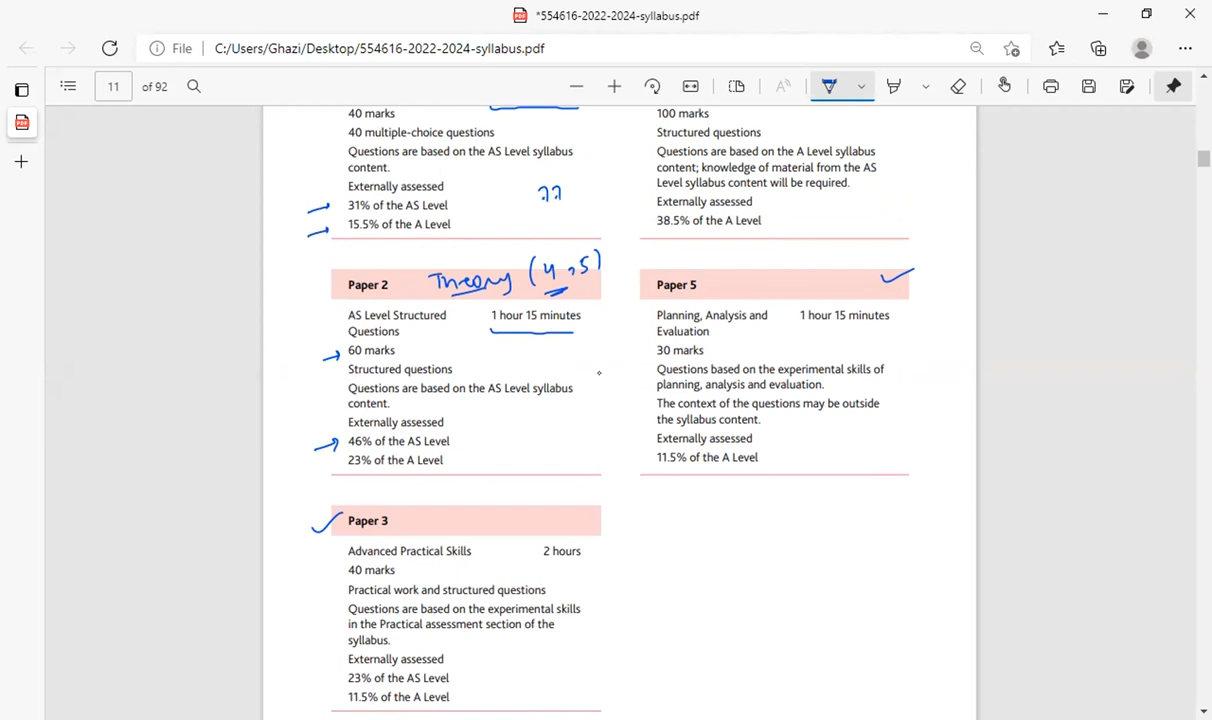 *554616-2022-2024-syllabus.pdf
File
C:/Users/Ghazi/Desktop/554616-2022-2024-syllabus.pdf
11 of 92
40 marks
40 multiple-choice questions
Questions are based on the AS Level syllabus
content.
Externally assessed
31% of the AS Level
15.5% of the A Level
Paper 2
Theory (4,5)
AS Level Structured
Questions
1 hour 15 minutes
60 marks
Structured questions
Questions are based on the AS Level syllabus
content.
Externally assessed
46% of the AS Level
23% of the A Level
Paper 3
Advanced Practical Skills
2 hours
40 marks
Practical work and structured questions
Questions are based on the experimental skills
in the Practical assessment section of the
syllabus.
Externally assessed
23% of the AS Level
11.5% of the A Level
100 marks
Structured questions
Questions are based on the A Level syllabus
content; knowledge of material from the AS
Level syllabus content will be required.
Externally assessed
38.5% of the A Level
Paper 5
Planning, Analysis and
Evaluation
1 hour 15 minutes
30 marks
Questions based on the experimental skills of
planning, analysis and evaluation.
The context of the questions may be outside
the syllabus content.
Externally assessed
11.5% of the A Level